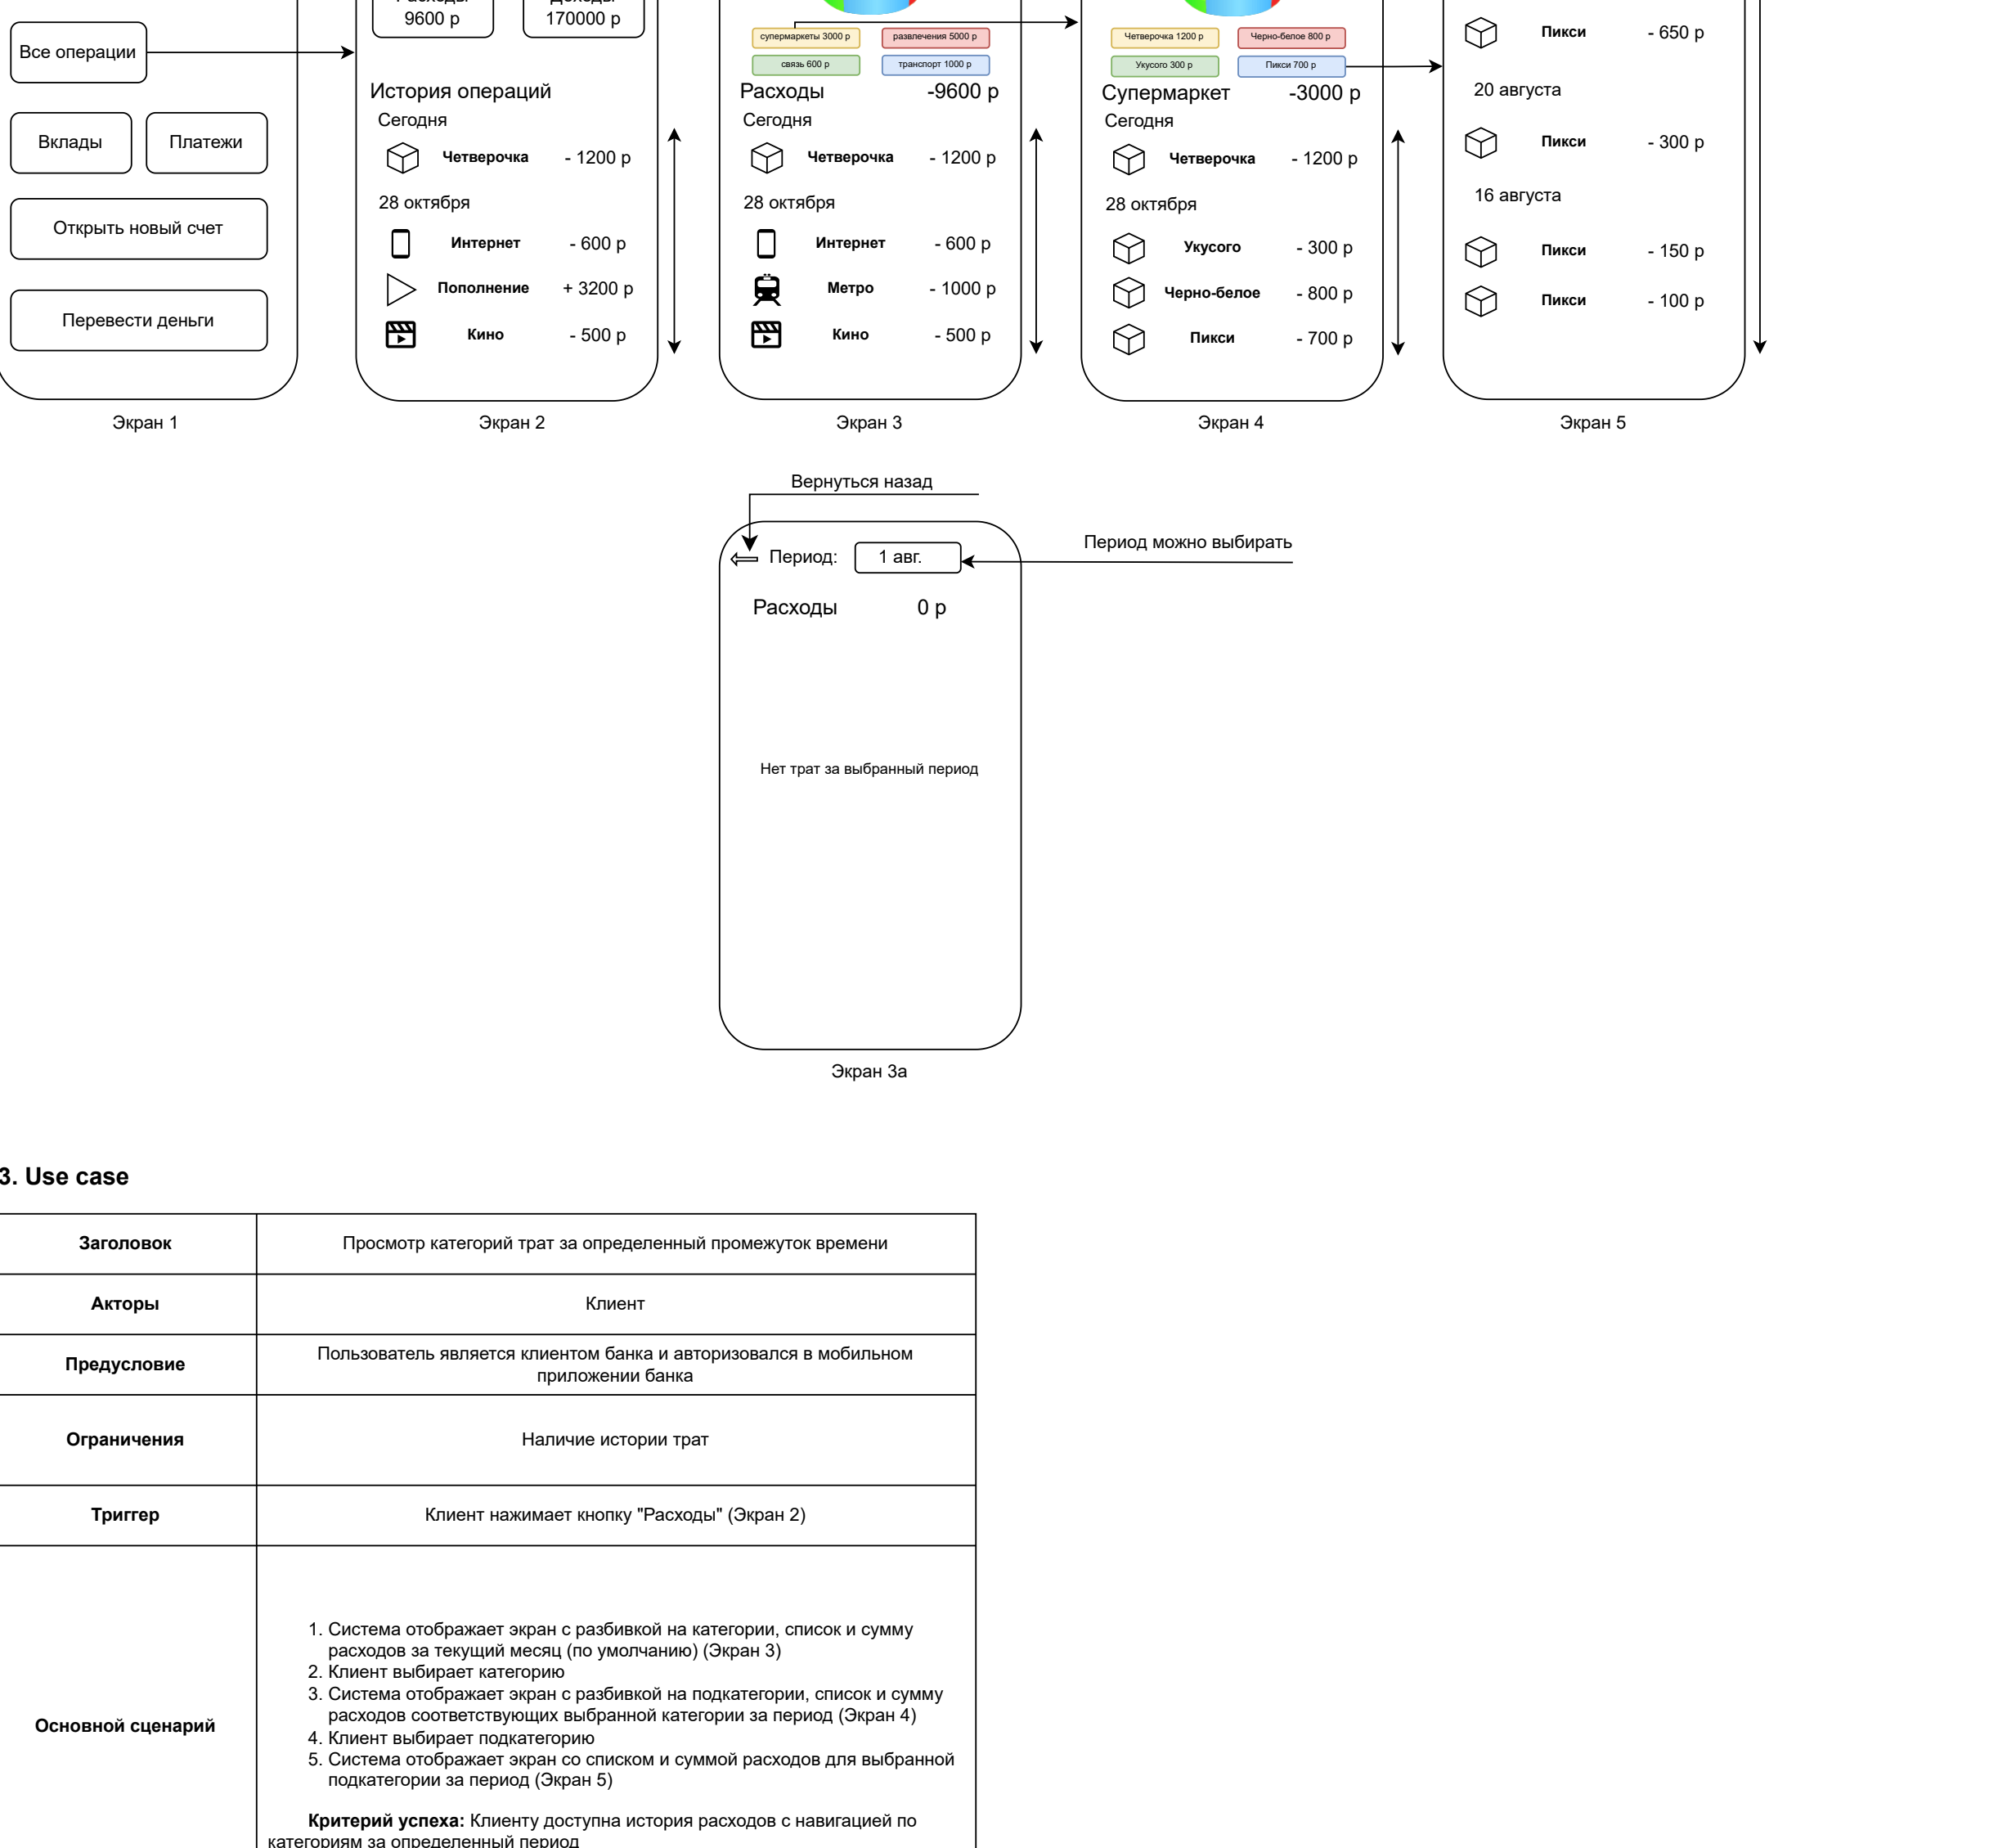 Все операции
Вклады
Платежи
Открыть новый счет
Перевести деньги
Экран 1
9600 р
170000 р
История операций
Сегодня
Четверочка - 1200 р
28 октября
Интернет - 600 р
Пополнение + 3200 р
Кино - 500 р
Экран 2
супермаркеты 3000 р
развлечения 5000 р
связь 600 р
транспорт 1000 р
Расходы -9600 р
Сегодня
Четверочка - 1200 р
28 октября
Интернет - 600 р
Метро - 1000 р
Кино - 500 р
Экран 3
Четверочка 1200 р
Черно-белое 800 р
Укусого 300 р
Пикси 700 р
Супермаркет -3000 р
Сегодня
Четверочка - 1200 р
28 октября
Укусого - 300 р
Черно-белое - 800 р
Пикси - 700 р
Экран 4
Пикси - 650 р
20 августа
Пикси - 300 р
16 августа
Пикси - 150 р
Пикси - 100 р
Экран 5
Вернуться назад
Период можно выбирать
Период: 1 авг.
Расходы 0 р
Нет трат за выбранный период
Экран 3а
3. Use case
Заголовок
Просмотр категорий трат за определенный промежуток времени
Акторы
Клиент
Предусловие
Пользователь является клиентом банка и авторизовался в мобильном
приложении банка
Ограничения
Наличие истории трат
Триггер
Клиент нажимает кнопку "Расходы" (Экран 2)
Основной сценарий
1. Система отображает экран с разбивкой на категории, список и сумму
расходов за текущий месяц (по умолчанию) (Экран 3)
2. Клиент выбирает категорию
3. Система отображает экран с разбивкой на подкатегории, список и сумму
расходов соответствующих выбранной категории за период (Экран 4)
4. Клиент выбирает подкатегорию
5. Система отображает экран со списком и суммой расходов для выбранной
подкатегории за период (Экран 5)
Критерий успеха: Клиенту доступна история расходов с навигацией по
категориям за определенный период